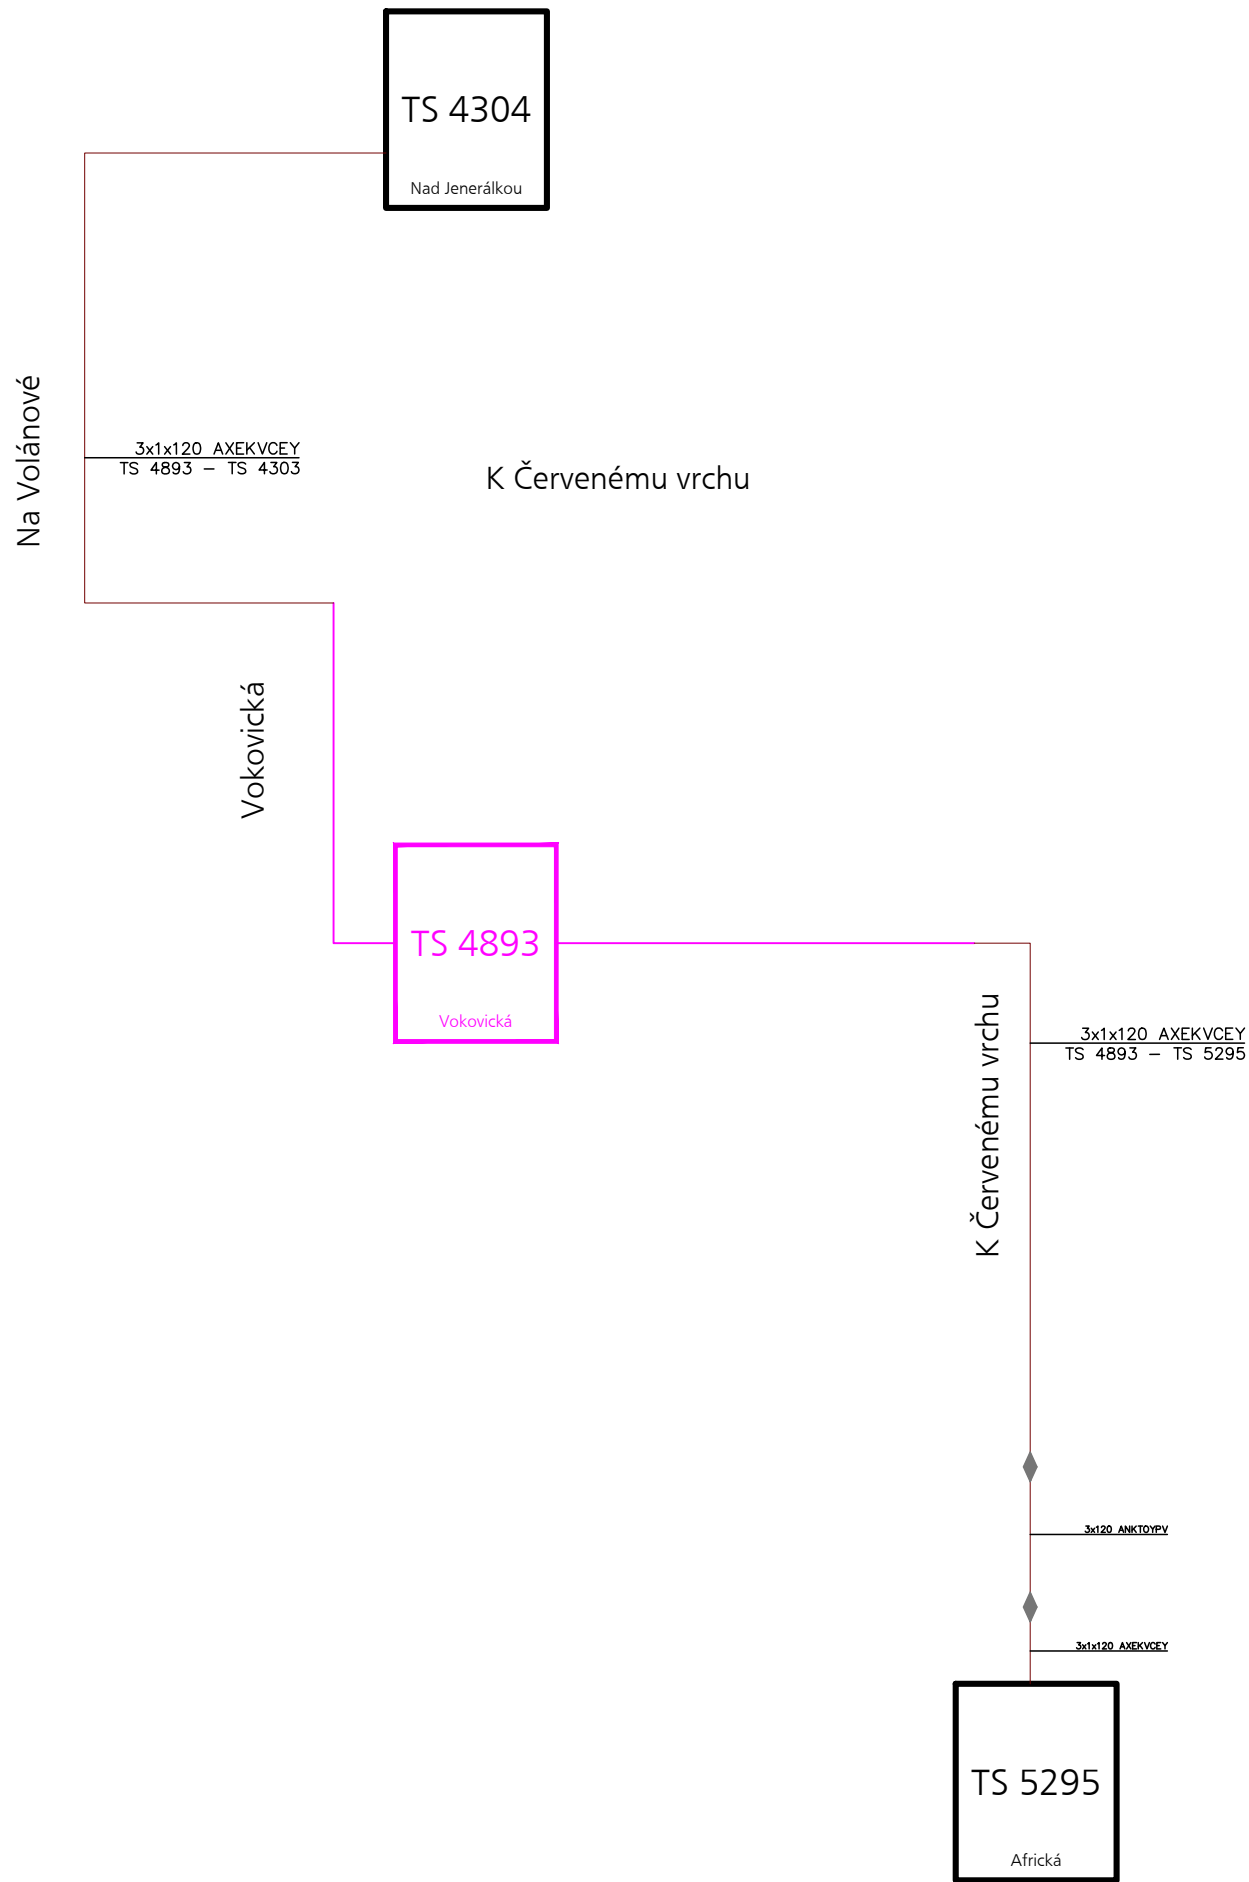 TS 4304
Nad Jenerálkou
Na Volánové
3x1x120 AXEKVCEY
TS 4893 – TS 4303
K Červenému vrchu
Vokovická
TS 4893
Vokovická
K Červenému vrchu
3x1x120 AXEKVCEY
TS 4893 – TS 5295
3x120 ANKTOYPV
3x1x120 AXEKVCEY
TS 5295
Africká